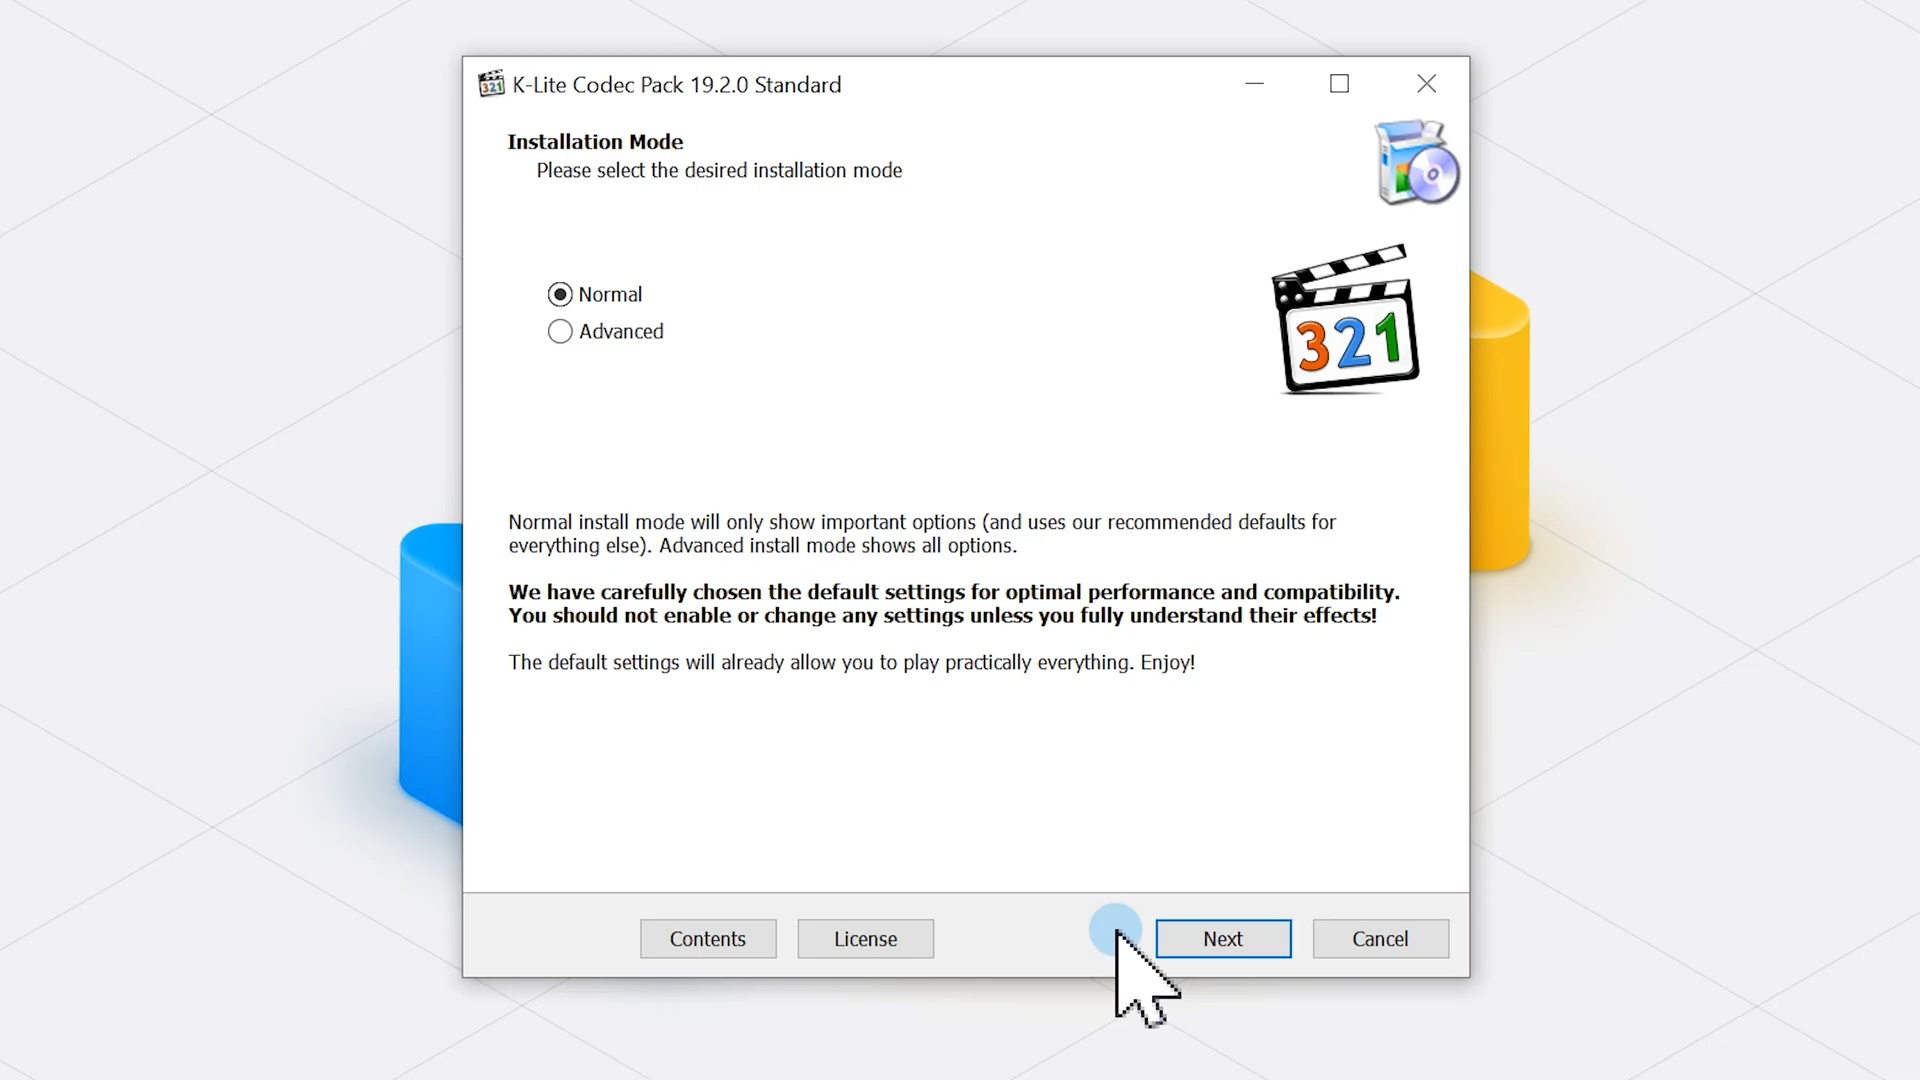 321
K-Lite Codec Pack 19.2.0 Standard
Installation Mode
Please select the desired installation mode
Normal
Advanced
321
Normal install mode will only show important options (and uses our recommended defaults for
everything else). Advanced install mode shows all options.
We have carefully chosen the default settings for optimal performance and compatibility.
You should not enable or change any settings unless you fully understand their effects!
The default settings will already allow you to play practically everything. Enjoy!
Contents
License
Next
Cancel